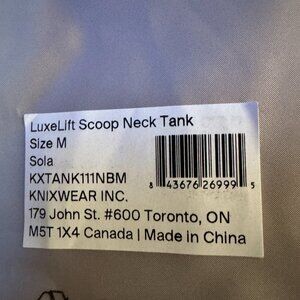 LuxeLift Scoop Neck Tank
Size M
Sola
KXTANK111NBM
KNIXWEAR INC.
179 John St. #600 Toronto, ON
M5T 1X4 Canada | Made in China
8 43676 26999 5